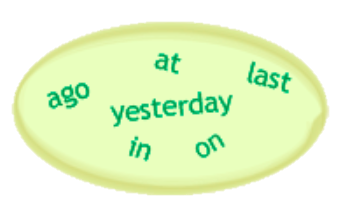 at
ago
last
yesterday
in
on